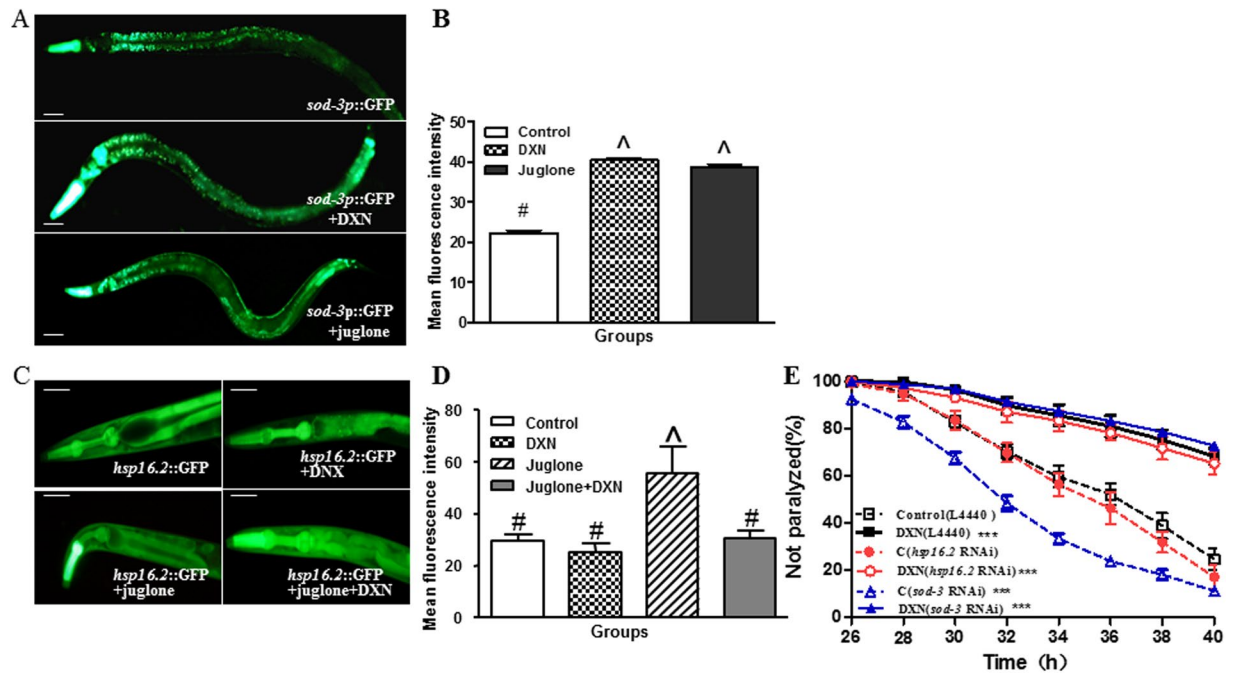 A
sod-3p::GFP
sod-3p::GFP
+DXN
sod-3p::GFP
+juglone
B
Mean fluorescence intensity
50
40
30
20
10
0
Control
DXN
Juglone
#
^
^
Groups
C
hsp16.2::GFP
hsp16.2::GFP
+DNX
hsp16.2::GFP
+juglone
hsp16.2::GFP
+juglone+DXN
D
Mean fluorescence intensity
80
60
40
20
0
Control
DXN
Juglone
Juglone+DXN
#
#
^
#
Groups
E
Not paralyzed(%)
100
80
60
40
20
0
Control(L4440 )
DXN(L4440) ***
C(hsp16.2 RNAi)
DXN(hsp16.2 RNAi)***
C(sod-3 RNAi) ***
DXN(sod-3 RNAi) ***
26 28 30 32 34 36 38 40
Time (h)